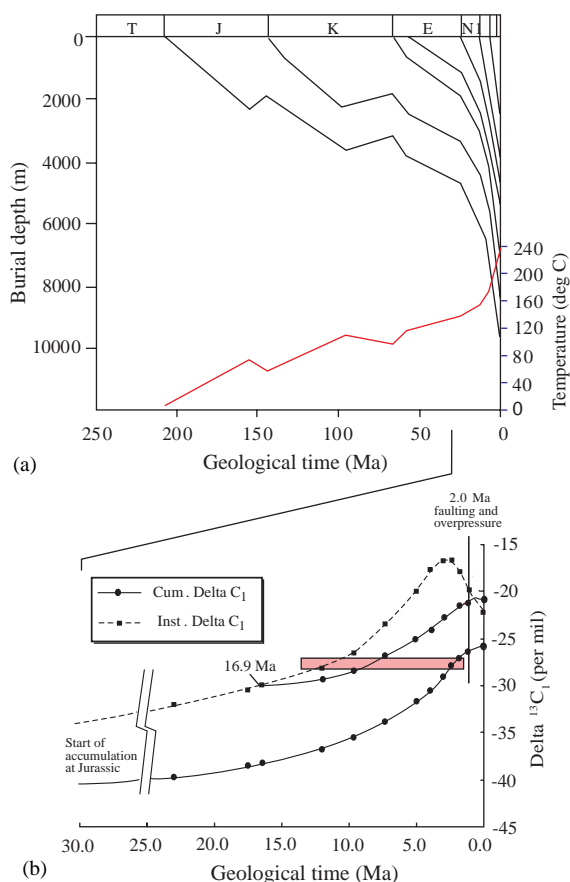 T J K E N1
0
2000
4000
6000
8000
10000
Burial depth (m)
240
200
160
120
80
40
0
Temperature (deg C)
250 200 150 100 50 0
Geological time (Ma)
(a)
2.0 Ma
faulting and
overpressure
Cum. Delta C1
Inst. Delta C1
16.9 Ma
Start of
accumulation
at Jurassic
-15
-20
-25
-30
-35
-40
-45
Delta 13C1 (per mil)
30.0 25.0 20.0 15.0 10.0 5.0 0.0
Geological time (Ma)
(b)